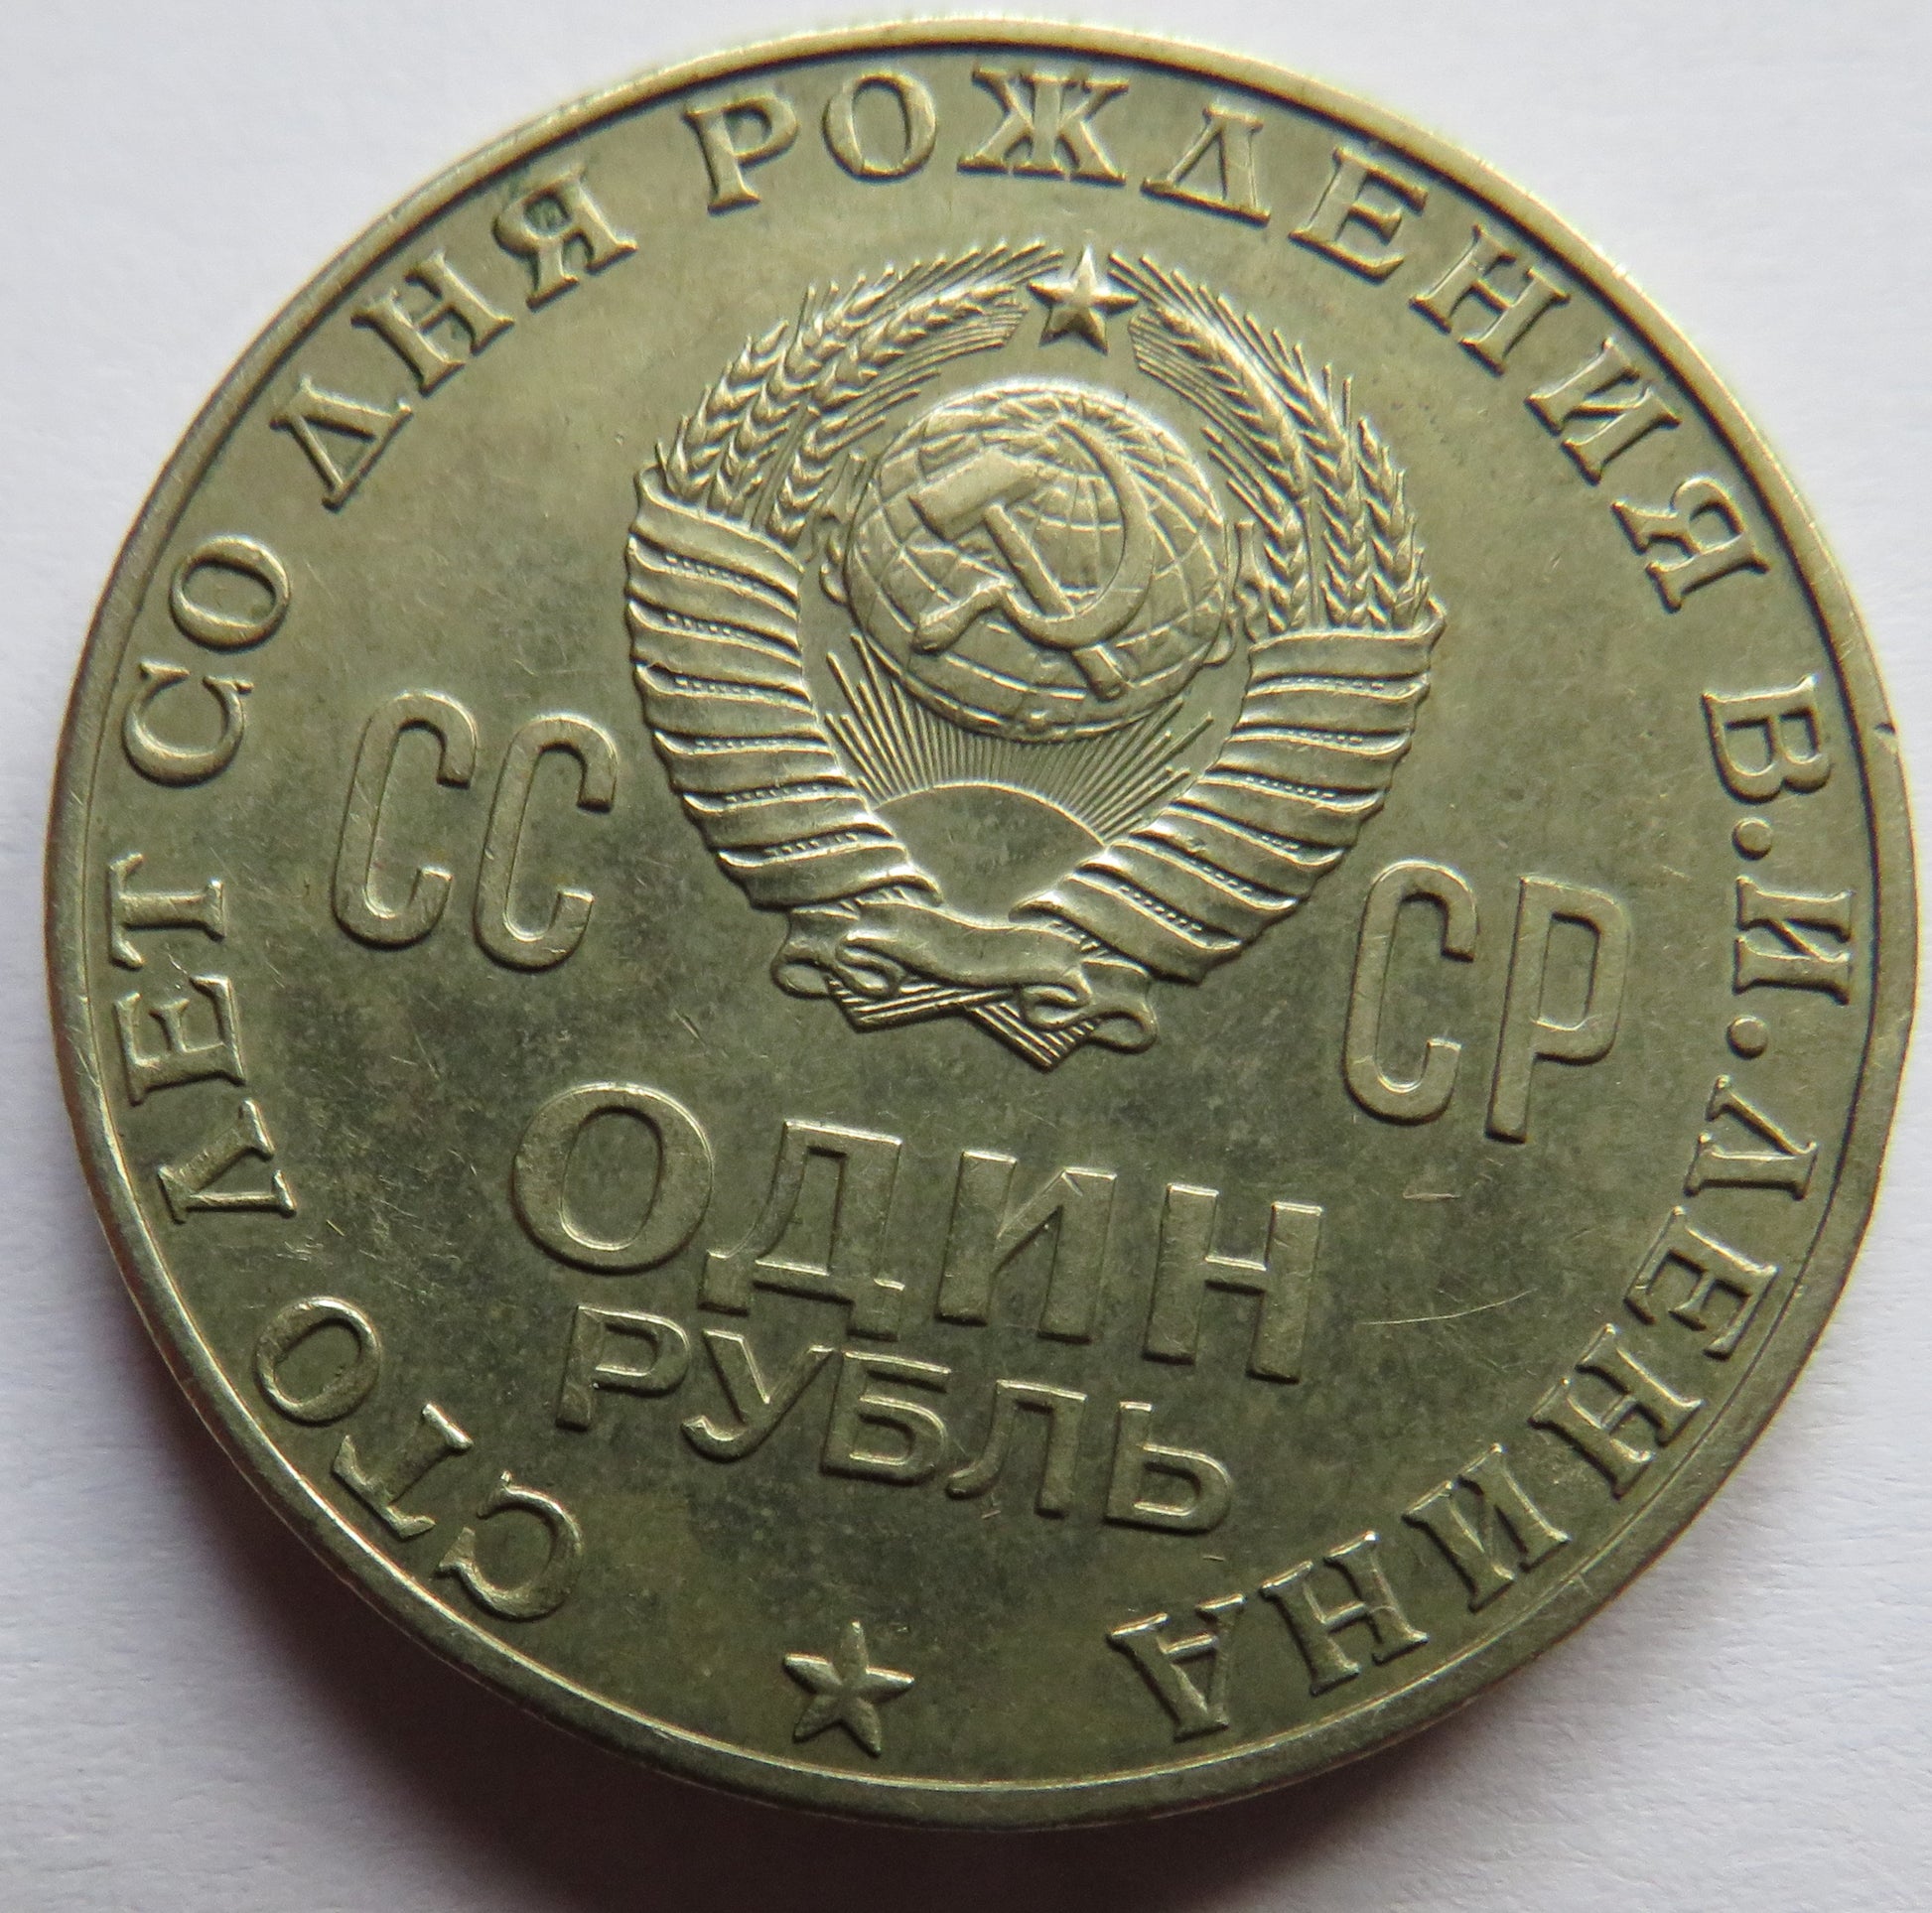 СТО ЛЕТ СО ДНЯ РОЖДЕНИЯ В.И.ЛЕНИНА
СС СР
ОДИН
РУБЛЬ